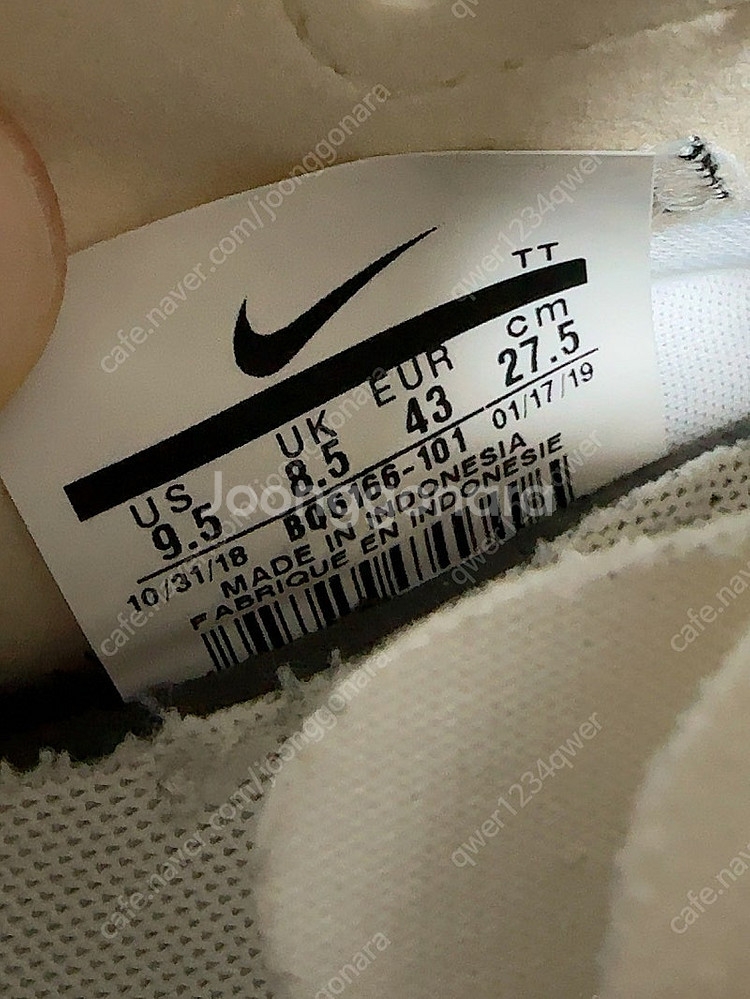 TT
US UK EUR cm
9.5 8.5 43 27.5
10/31/18 BQ6166-101 01/17/19
MADE IN INDONESIA
FABRIQUE EN INDONESIE
Joonggonara
cafe.naver.com/joonggonara
qwer1234qwer